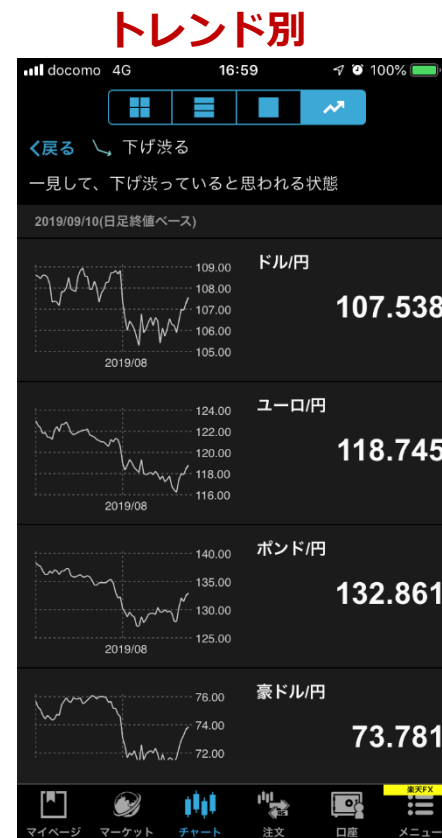 トレンド別
docomo 4G 16:59 100%
戻る 下げ渋る
一見して、下げ渋っていると思われる状態
2019/09/10(日足終値ベース)
ドル/円
109.00
108.00
107.00
106.00
105.00
107.538
2019/08
ユーロ/円
124.00
122.00
120.00
118.00
116.00
118.745
2019/08
ポンド/円
140.00
135.00
130.00
125.00
132.861
2019/08
豪ドル/円
76.00
74.00
72.00
73.781
楽天FX
マイページ マーケット チャート 注文 口座 メニュー